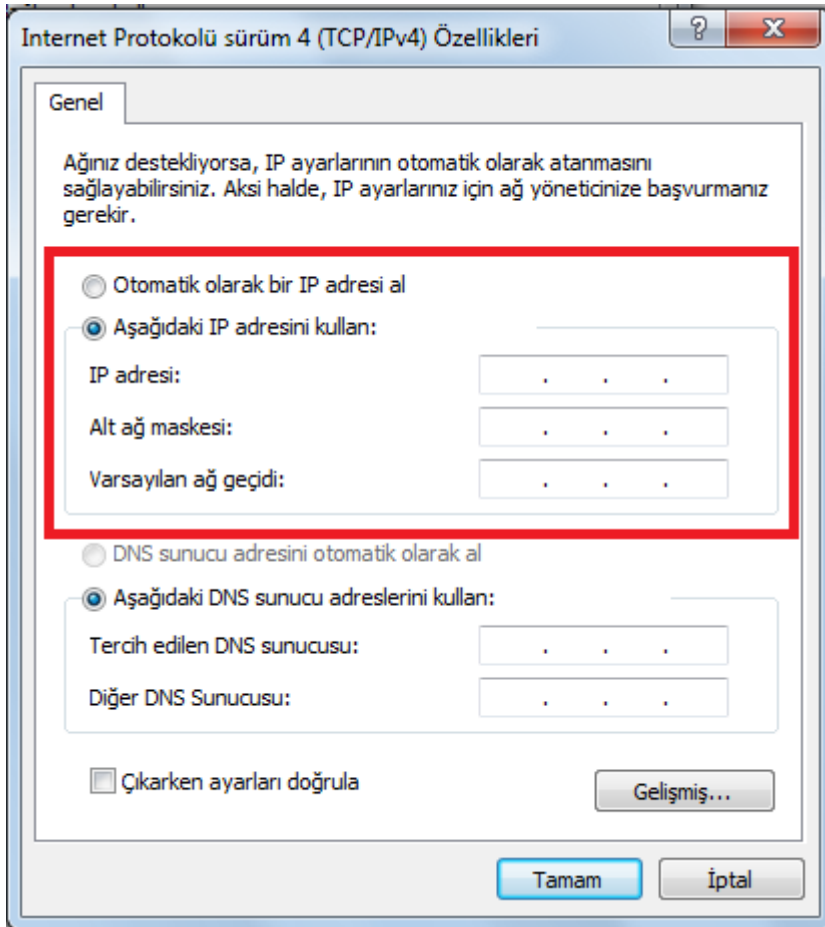 Internet Protokolü sürüm 4 (TCP/IPv4) Özellikleri
Genel
Ağınız destekliyorsa, IP ayarlarının otomatik olarak atanmasını
sağlayabilirsiniz. Aksi halde, IP ayarlarınız için ağ yöneticinize başvurmanız
gerekir.
Otomatik olarak bir IP adresi al
Aşağıdaki IP adresini kullan:
IP adresi: . . .
Alt ağ maskesi: . . .
Varsayılan ağ geçidi: . . .
DNS sunucu adresini otomatik olarak al
Aşağıdaki DNS sunucu adreslerini kullan:
Tercih edilen DNS sunucusu: . . .
Diğer DNS Sunucusu: . . .
Çıkarken ayarları doğrula
Gelişmiş...
Tamam İptal